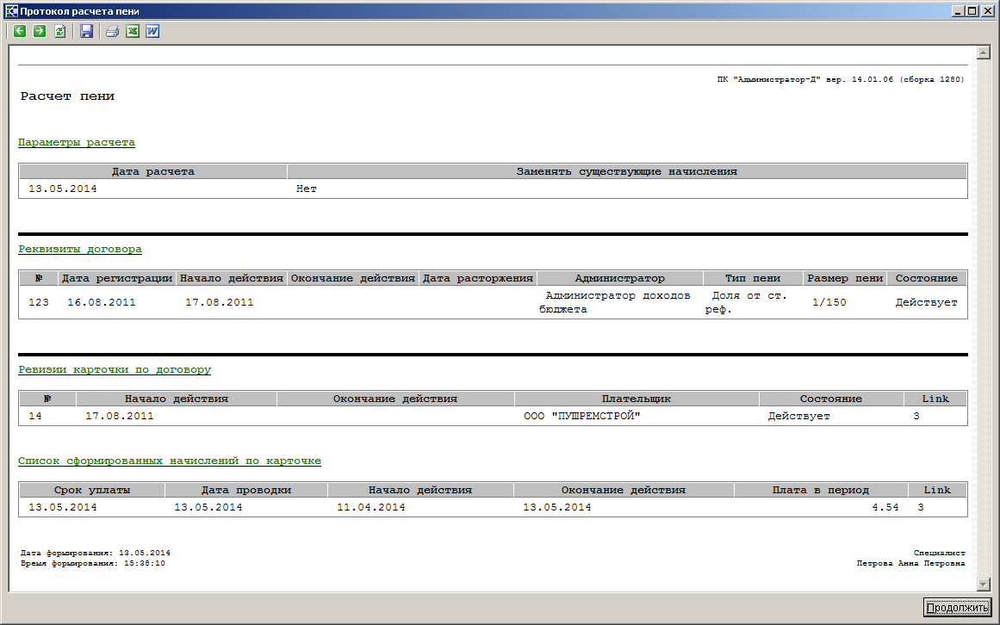 Протокол расчета пени
ПК "Администратор-Д" вер. 14.01.06 (сборка 1280)
Расчет пени
Параметры расчета
Дата расчета Заменять существующие начисления
13.05.2014 Нет
Реквизиты договора
№ Дата регистрации Начало действия Окончание действия Дата расторжения Администратор Тип пени Размер пени Состояние
123 16.08.2011 17.08.2011 Администратор доходов бюджета Доля от ст. реф. 1/150 Действует
Ревизии карточки по договору
№ Начало действия Окончание действия Плательщик Состояние Link
14 17.08.2011 ООО "ПУШРЕМСТРОЙ" Действует 3
Список сформированных начислений по карточке
Срок уплаты Дата проводки Начало действия Окончание действия Плата в период Link
13.05.2014 13.05.2014 11.04.2014 13.05.2014 4.54 3
Дата формирования: 13.05.2014 Специалист
Время формирования: 15:38:10 Петрова Анна Петровна
Продолжить